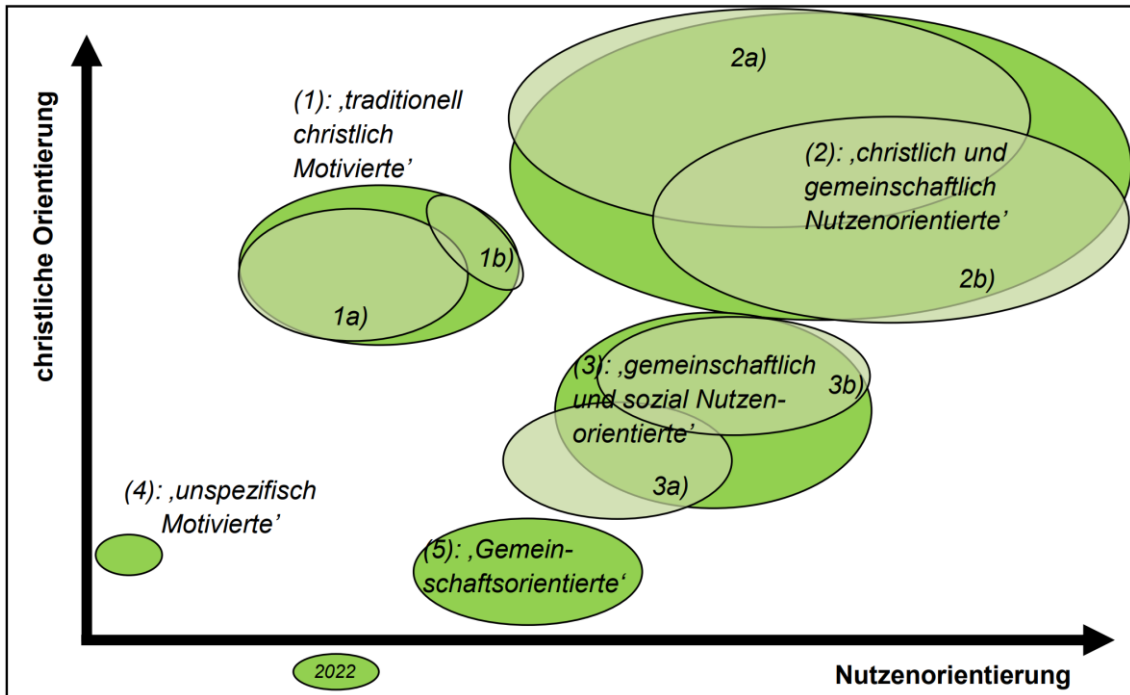 christliche Orientierung
2a)
(1): ‚traditionell
christlich
Motivierte’
(2): ‚christlich und
gemeinschaftlich
Nutzenorientierte’
1b)
2b)
1a)
(3): ‚gemeinschaftlich
und sozial Nutzen-
orientierte’
3b)
3a)
(4): ‚unspezifisch
Motivierte’
(5): ‚Gemein-
schaftsorientierte‘
2022
Nutzenorientierung